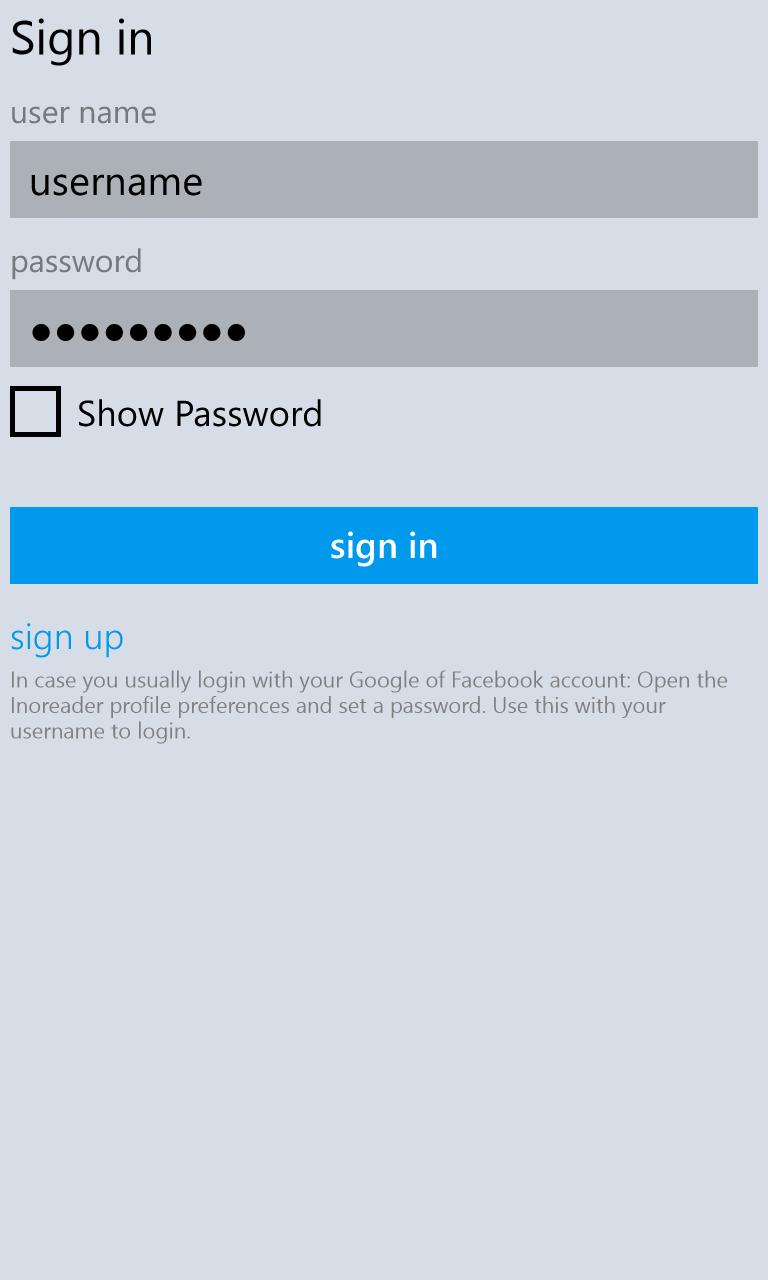 Sign in
user name
username
password
●●●●●●●●●
Show Password
sign in
sign up
In case you usually login with your Google of Facebook account: Open the
Inoreader profile preferences and set a password. Use this with your
username to login.